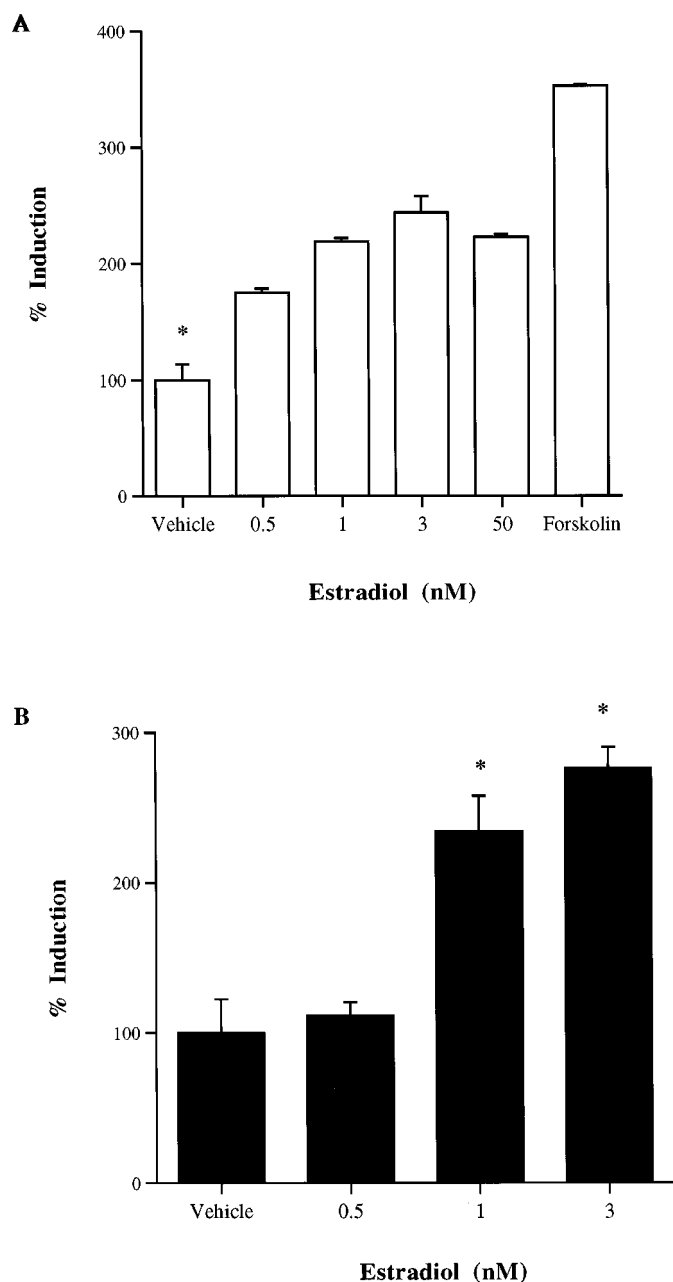 A
400
300
200
100
0
% Induction
*
Vehicle 0.5 1 3 50 Forskolin
Estradiol (nM)
B
300
200
100
0
% Induction
* *
Vehicle 0.5 1 3
Estradiol (nM)